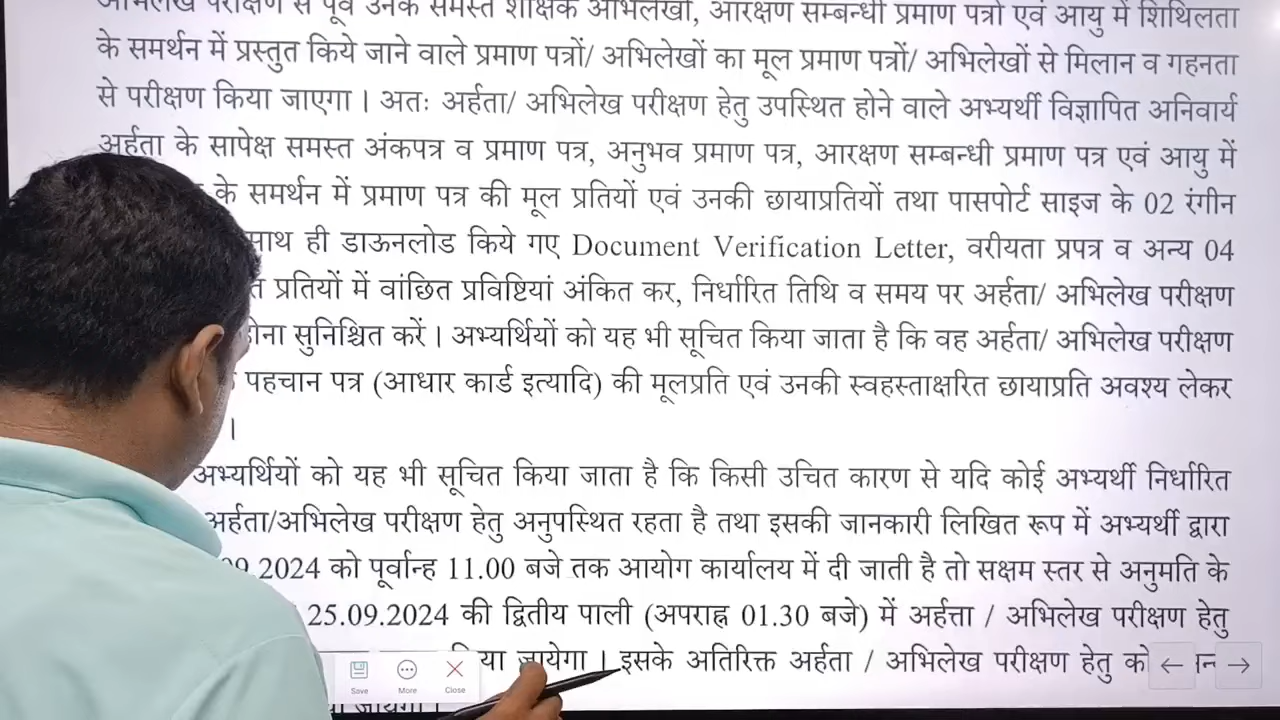 अभिलेख परीक्षण से पूर्व उनके समस्त शैक्षिक अभिलेखों, आरक्षण सम्बन्धी प्रमाण पत्रों एवं आयु में शिथिलता
के समर्थन में प्रस्तुत किये जाने वाले प्रमाण पत्रों/ अभिलेखों का मूल प्रमाण पत्रों/ अभिलेखों से मिलान व गहनता
से परीक्षण किया जाएगा । अतः अर्हता/ अभिलेख परीक्षण हेतु उपस्थित होने वाले अभ्यर्थी विज्ञापित अनिवार्य
अर्हता के सापेक्ष समस्त अंकपत्र व प्रमाण पत्र, अनुभव प्रमाण पत्र, आरक्षण सम्बन्धी प्रमाण पत्र एवं आयु में
के समर्थन में प्रमाण पत्र की मूल प्रतियों एवं उनकी छायाप्रतियों तथा पासपोर्ट साइज के 02 रंगीन
साथ ही डाऊनलोड किये गए Document Verification Letter, वरीयता प्रपत्र व अन्य 04
प्रतियों में वांछित प्रविष्टियां अंकित कर, निर्धारित तिथि व समय पर अर्हता/ अभिलेख परीक्षण
सुनिश्चित करें । अभ्यर्थियों को यह भी सूचित किया जाता है कि वह अर्हता/ अभिलेख परीक्षण
पहचान पत्र (आधार कार्ड इत्यादि) की मूलप्रति एवं उनकी स्वहस्ताक्षरित छायाप्रति अवश्य लेकर
।
अभ्यर्थियों को यह भी सूचित किया जाता है कि किसी उचित कारण से यदि कोई अभ्यर्थी निर्धारित
अर्हता/अभिलेख परीक्षण हेतु अनुपस्थित रहता है तथा इसकी जानकारी लिखित रूप में अभ्यर्थी द्वारा
09.2024 को पूर्वान्ह 11.00 बजे तक आयोग कार्यालय में दी जाती है तो सक्षम स्तर से अनुमति के
25.09.2024 की द्वितीय पाली (अपराह्न 01.30 बजे) में अर्हता / अभिलेख परीक्षण हेतु
जायेगा । इसके अतिरिक्त अर्हता / अभिलेख परीक्षण हेतु
Save More Close
जायेगा ।